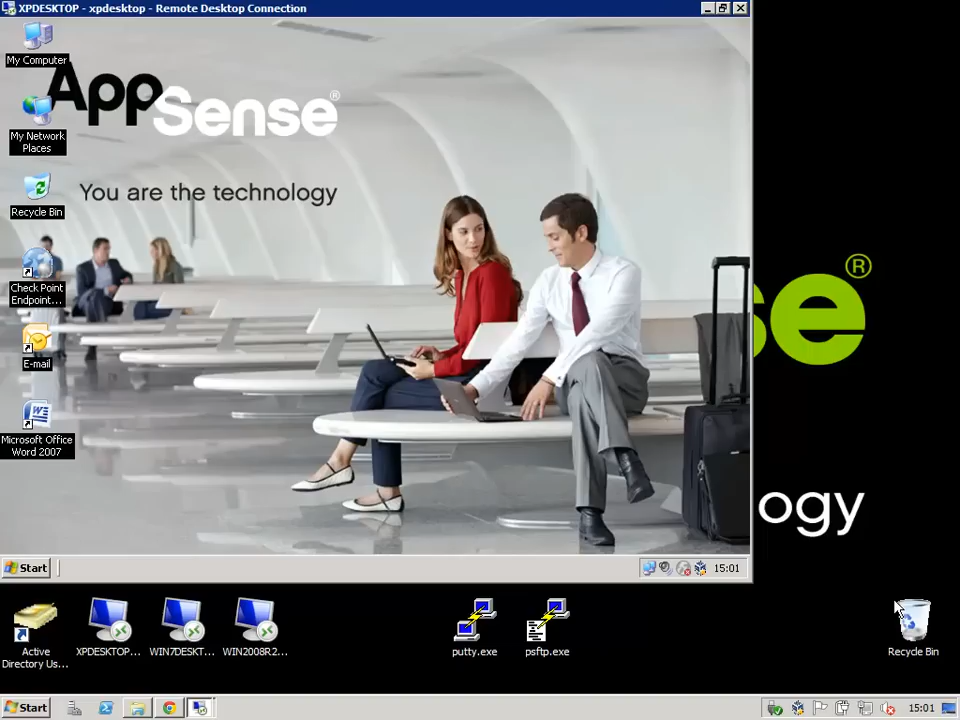 XPDESKTOP - xpdesktop - Remote Desktop Connection
My Computer
AppSense®
My Network
Places
You are the technology
Recycle Bin
Check Point
Endpoint...
E-mail
Microsoft Office
Word 2007
se®
ogy
Start
15:01
Active
Directory Us...
XPDESKTOP...
WIN7DESKT...
WIN2008R2...
putty.exe
psftp.exe
Recycle Bin
Start
15:01